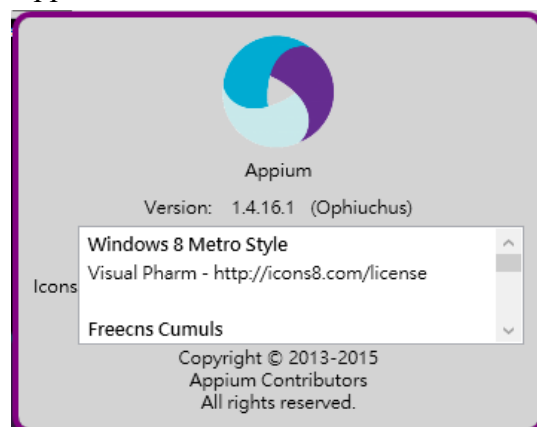 Appium
Version: 1.4.16.1 (Ophiuchus)
Icons
Windows 8 Metro Style
Visual Pharm - http://icons8.com/license
Freecns Cumuls
Copyright © 2013-2015
Appium Contributors
All rights reserved.